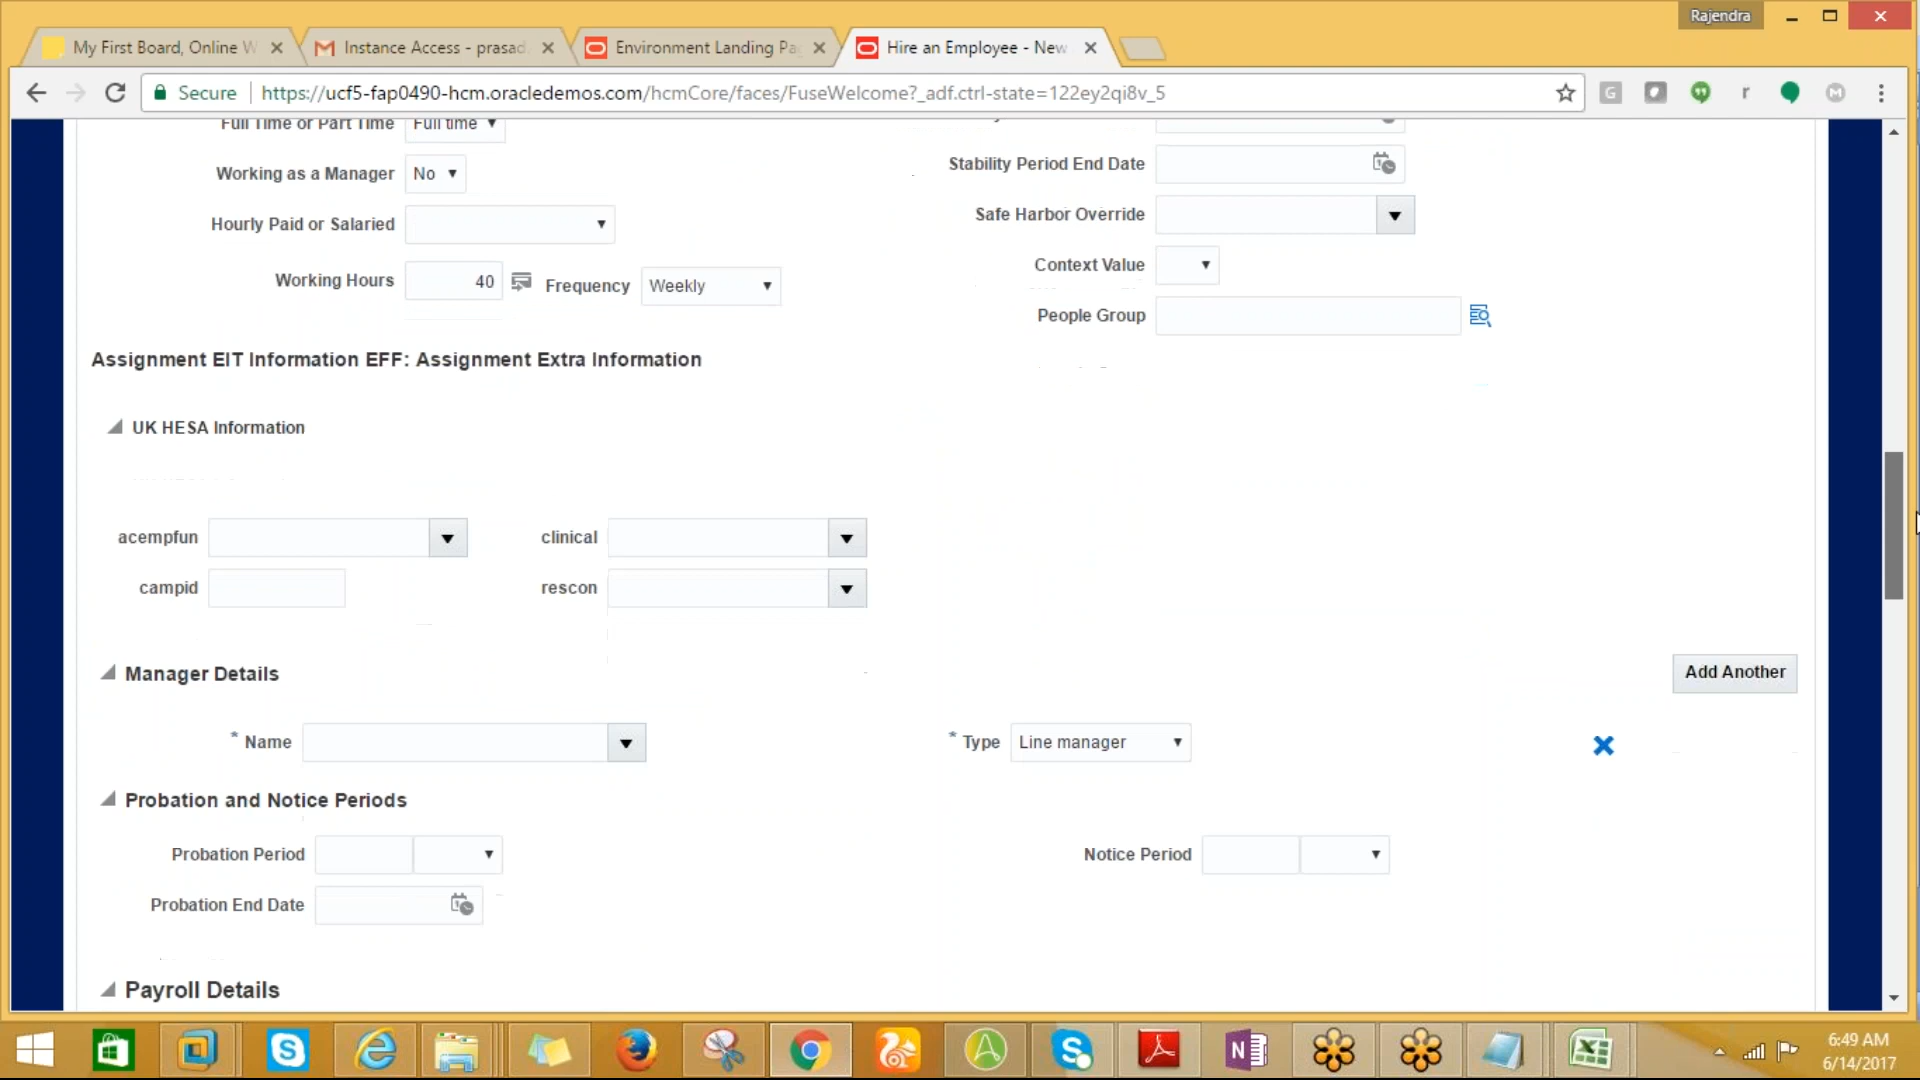 Rajendra
My First Board, Online W
Instance Access - prasad
Environment Landing Pa
Hire an Employee - New
Secure
https://ucf5-fap0490-hcm.oracledemos.com/hcmCore/faces/FuseWelcome?_adf.ctrl-state=122ey2qi8v_5
Full Time or Part Time Full time
Stability Period End Date
Working as a Manager No
Safe Harbor Override
Hourly Paid or Salaried
Context Value
Working Hours 40 Frequency Weekly
People Group
Assignment EIT Information EFF: Assignment Extra Information
UK HESA Information
acempfun clinical
campid rescon
Manager Details Add Another
* Name * Type Line manager
Probation and Notice Periods
Probation Period Notice Period
Probation End Date
Payroll Details
6:49 AM
6/14/2017